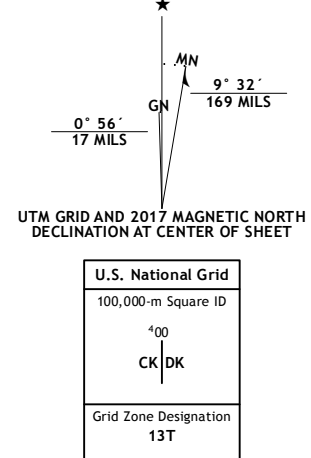 ★
MN
9° 32´
169 MILS
GN
0° 56´
17 MILS
UTM GRID AND 2017 MAGNETIC NORTH
DECLINATION AT CENTER OF SHEET
U.S. National Grid
100,000-m Square ID
⁴00
CK DK
Grid Zone Designation
13T